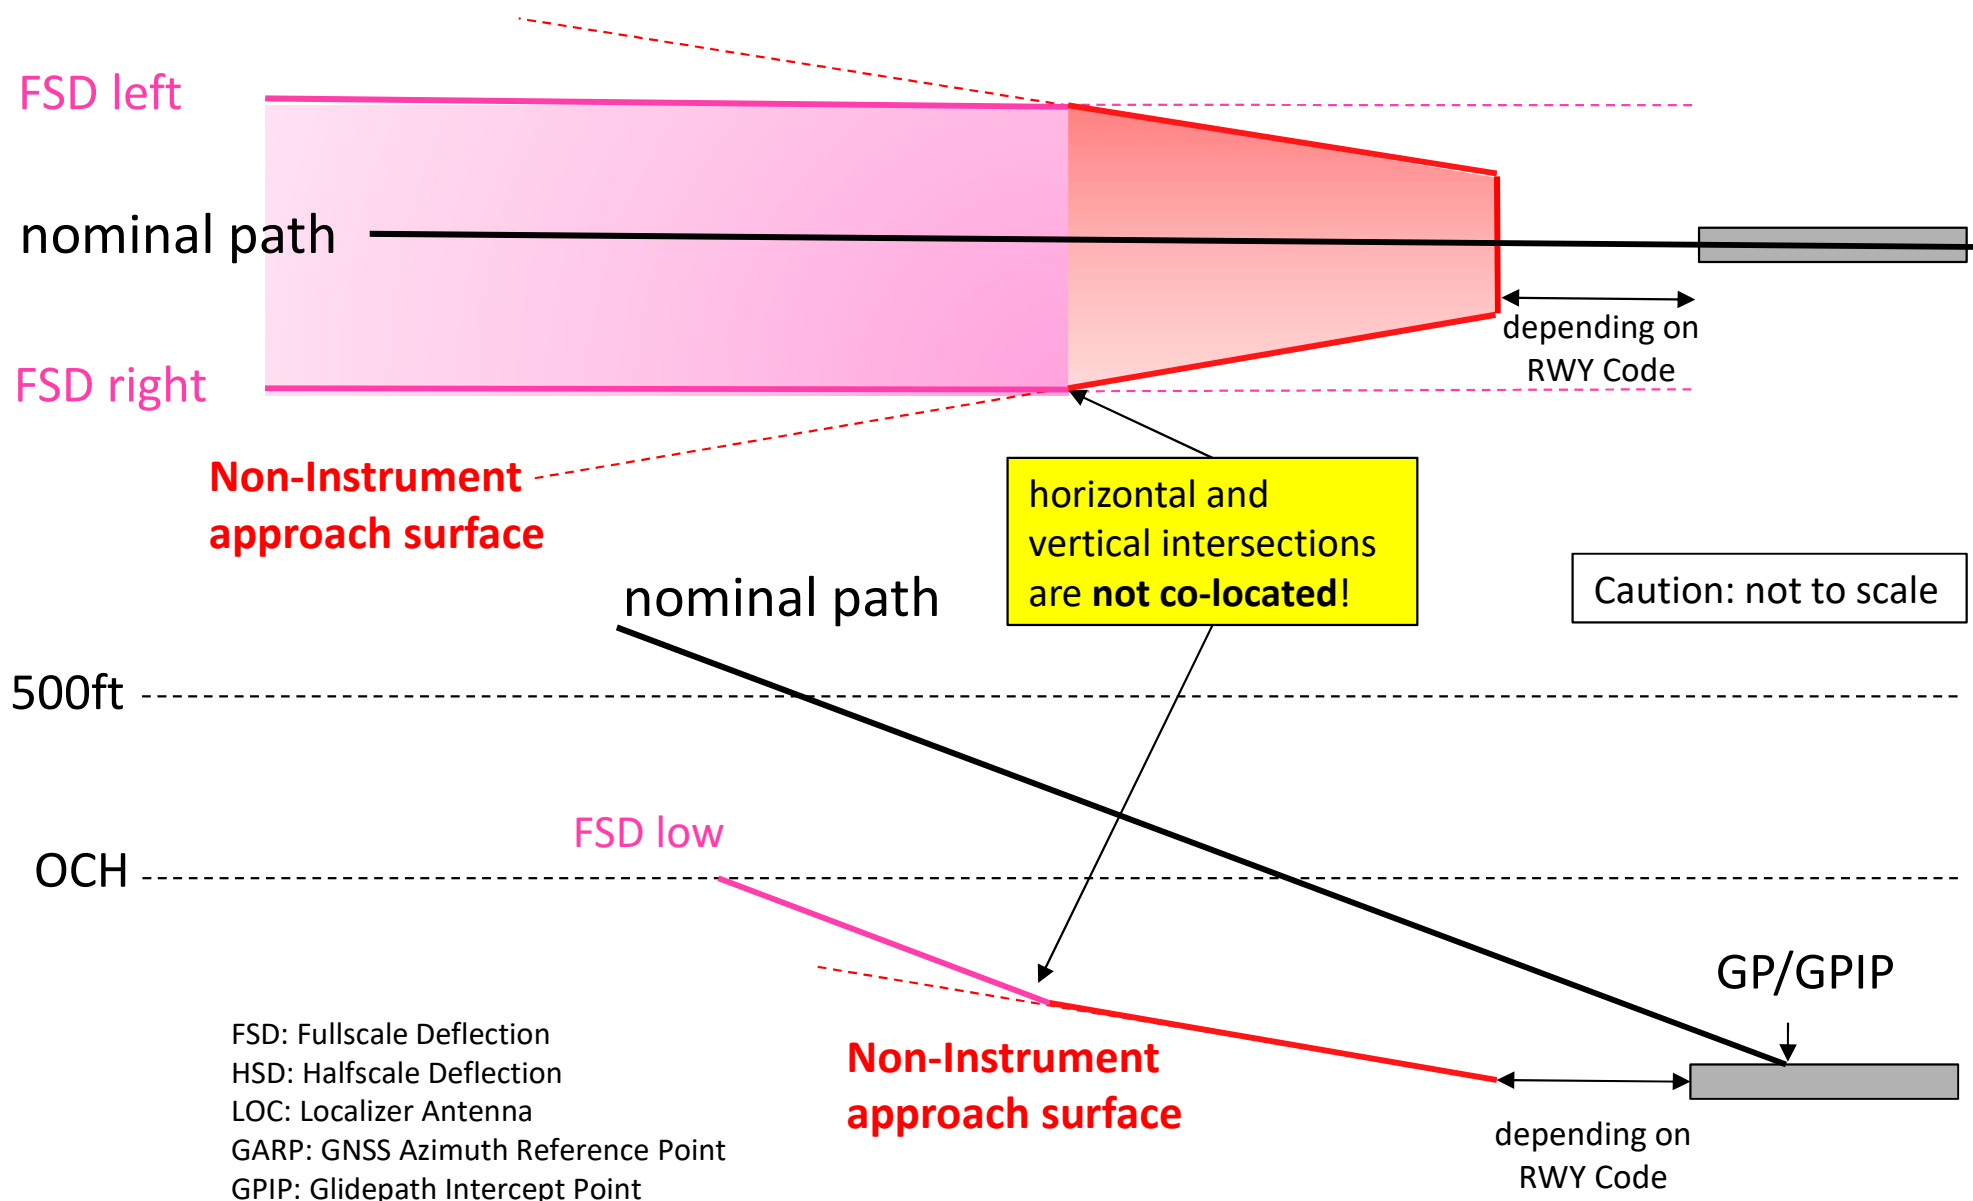 FSD left
nominal path
depending on
RWY Code
FSD right
Non-Instrument
approach surface
horizontal and
vertical intersections
are not co-located!
Caution: not to scale
nominal path
500ft
FSD low
OCH
GP/GPIP
Non-Instrument
approach surface
depending on
RWY Code
FSD: Fullscale Deflection
HSD: Halfscale Deflection
LOC: Localizer Antenna
GARP: GNSS Azimuth Reference Point
GPIP: Glidepath Intercept Point